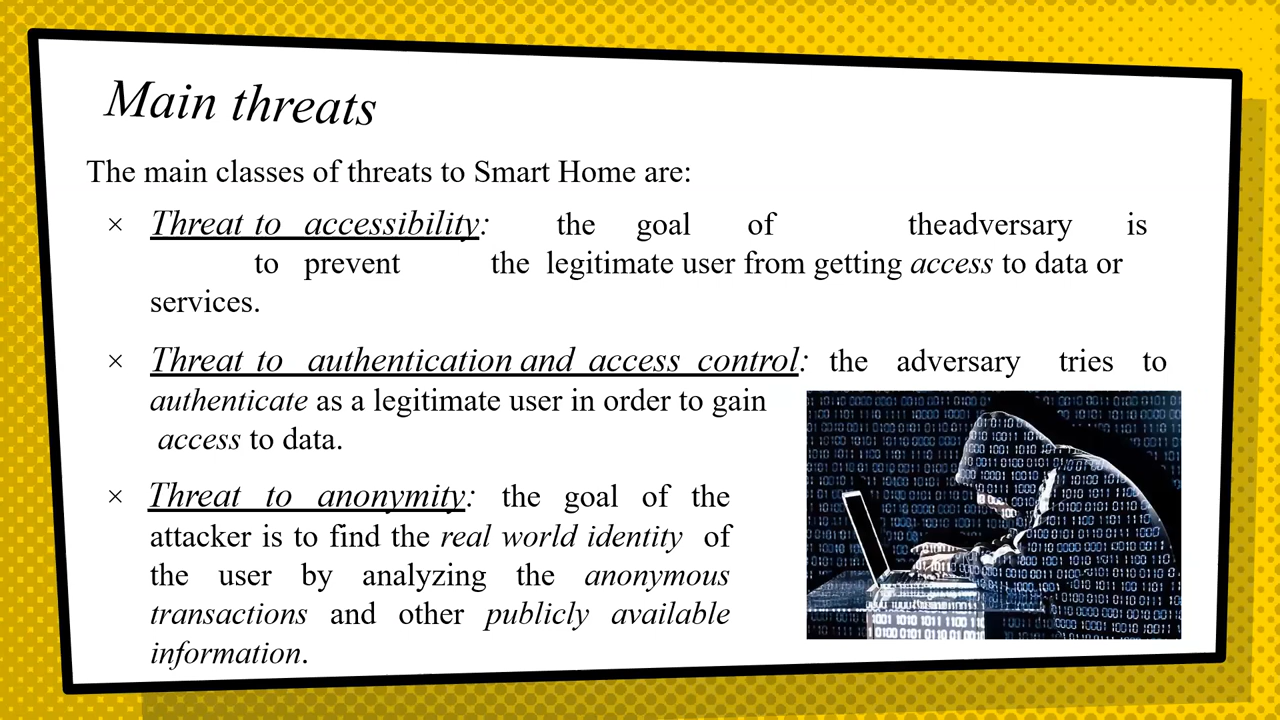 Main threats
The main classes of threats to Smart Home are:
× Threat to accessibility: the goal of theadversary is
to prevent the legitimate user from getting access to data or
services.
× Threat to authentication and access control: the adversary tries to
authenticate as a legitimate user in order to gain
access to data.
× Threat to anonymity: the goal of the
attacker is to find the real world identity of
the user by analyzing the anonymous
transactions and other publicly available
information.